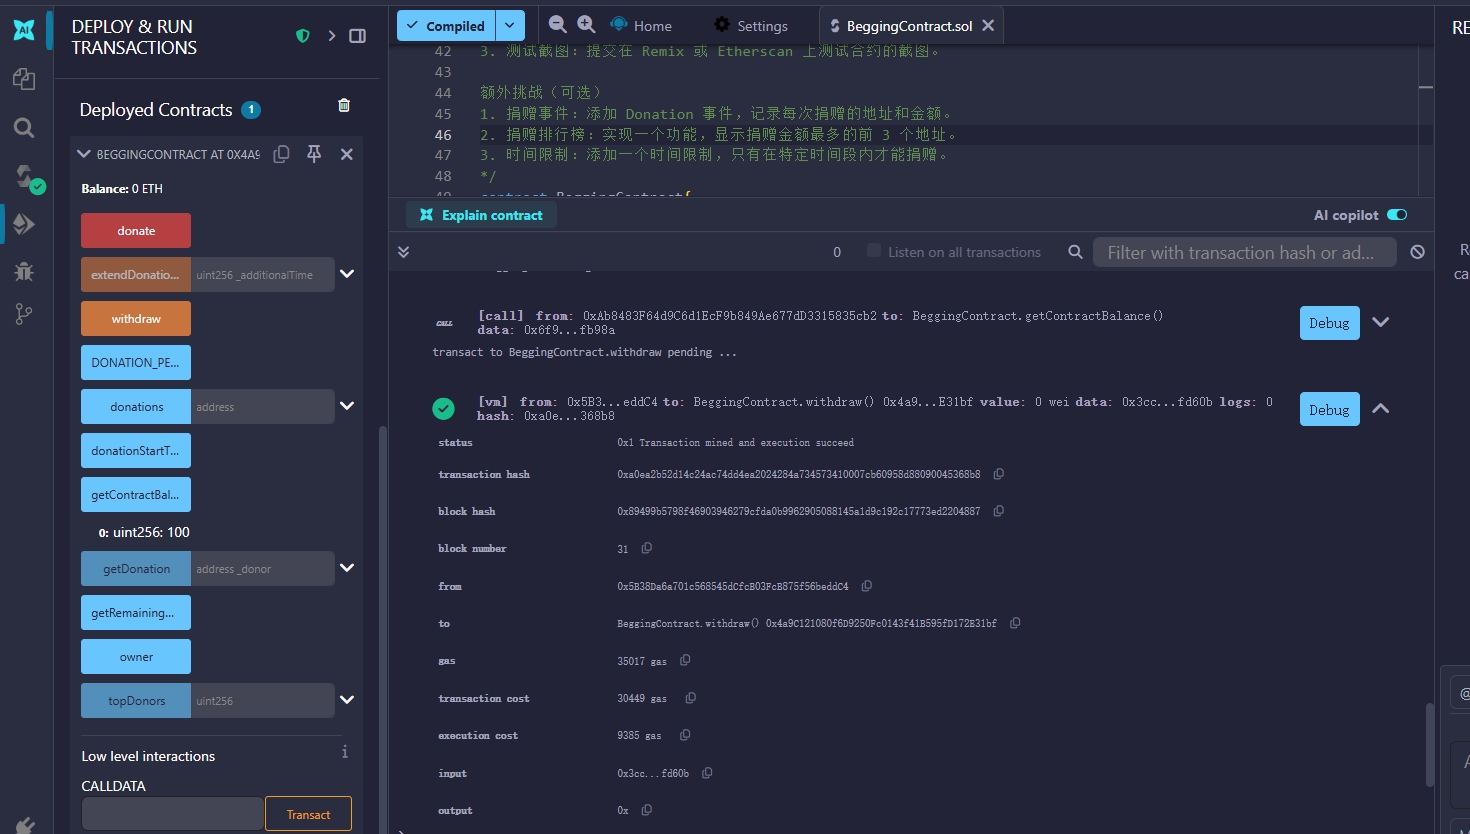 AI
DEPLOY & RUN
TRANSACTIONS
Deployed Contracts 1
BEGGINGCONTRACT AT 0X4A9
Balance: 0 ETH
donate
extendDonatio... uint256 _additionalTime
withdraw
DONATION_PE...
donations address
donationStartT...
getContractBal...
0: uint256: 100
getDonation address _donor
getRemaining...
owner
topDonors uint256
Low level interactions
i
CALLDATA
Transact
Compiled
Home
Settings
BeggingContract.sol
42 3. 测试截图：提交在 Remix 或 Etherscan 上测试合约的截图。
43
44 额外挑战（可选）
45 1. 捐赠事件：添加 Donation 事件，记录每次捐赠的地址和金额。
46 2. 捐赠排行榜：实现一个功能，显示捐赠金额最多的前 3 个地址。
47 3. 时间限制：添加一个时间限制，只有在特定时间段内才能捐赠。
48 */
49 contract BeggingContract{
Explain contract
AI copilot
0
Listen on all transactions
Filter with transaction hash or ad...
CALL
[call] from: 0xAb8483F64d9C6d1EcF9b849Ae677dD3315835cb2 to: BeggingContract.getContractBalance()
data: 0x6f9...fb98a
Debug
transact to BeggingContract.withdraw pending ...
[vm] from: 0x5B3...eddC4 to: BeggingContract.withdraw() 0x4a9...E31bf value: 0 wei data: 0x3cc...fd60b logs: 0
hash: 0xa0e...368b8
Debug
status 0x1 Transaction mined and execution succeed
transaction hash 0xa0ea2b52d14c24ac74dd4ea2024284a734573410007cb60958d88090045368b8
block hash 0x89499b5798f46903946279cfda0b9962905088145a1d9c192c17773ed2204887
block number 31
from 0x5B38Da6a701c568545dCfcB03FcB875f56beddC4
to BeggingContract.withdraw() 0x4a9C121080f6D9250Fc0143f41B595fD172E31bf
gas 35017 gas
transaction cost 30449 gas
execution cost 9385 gas
input 0x3cc...fd60b
output 0x
RE
R
ca
@
A